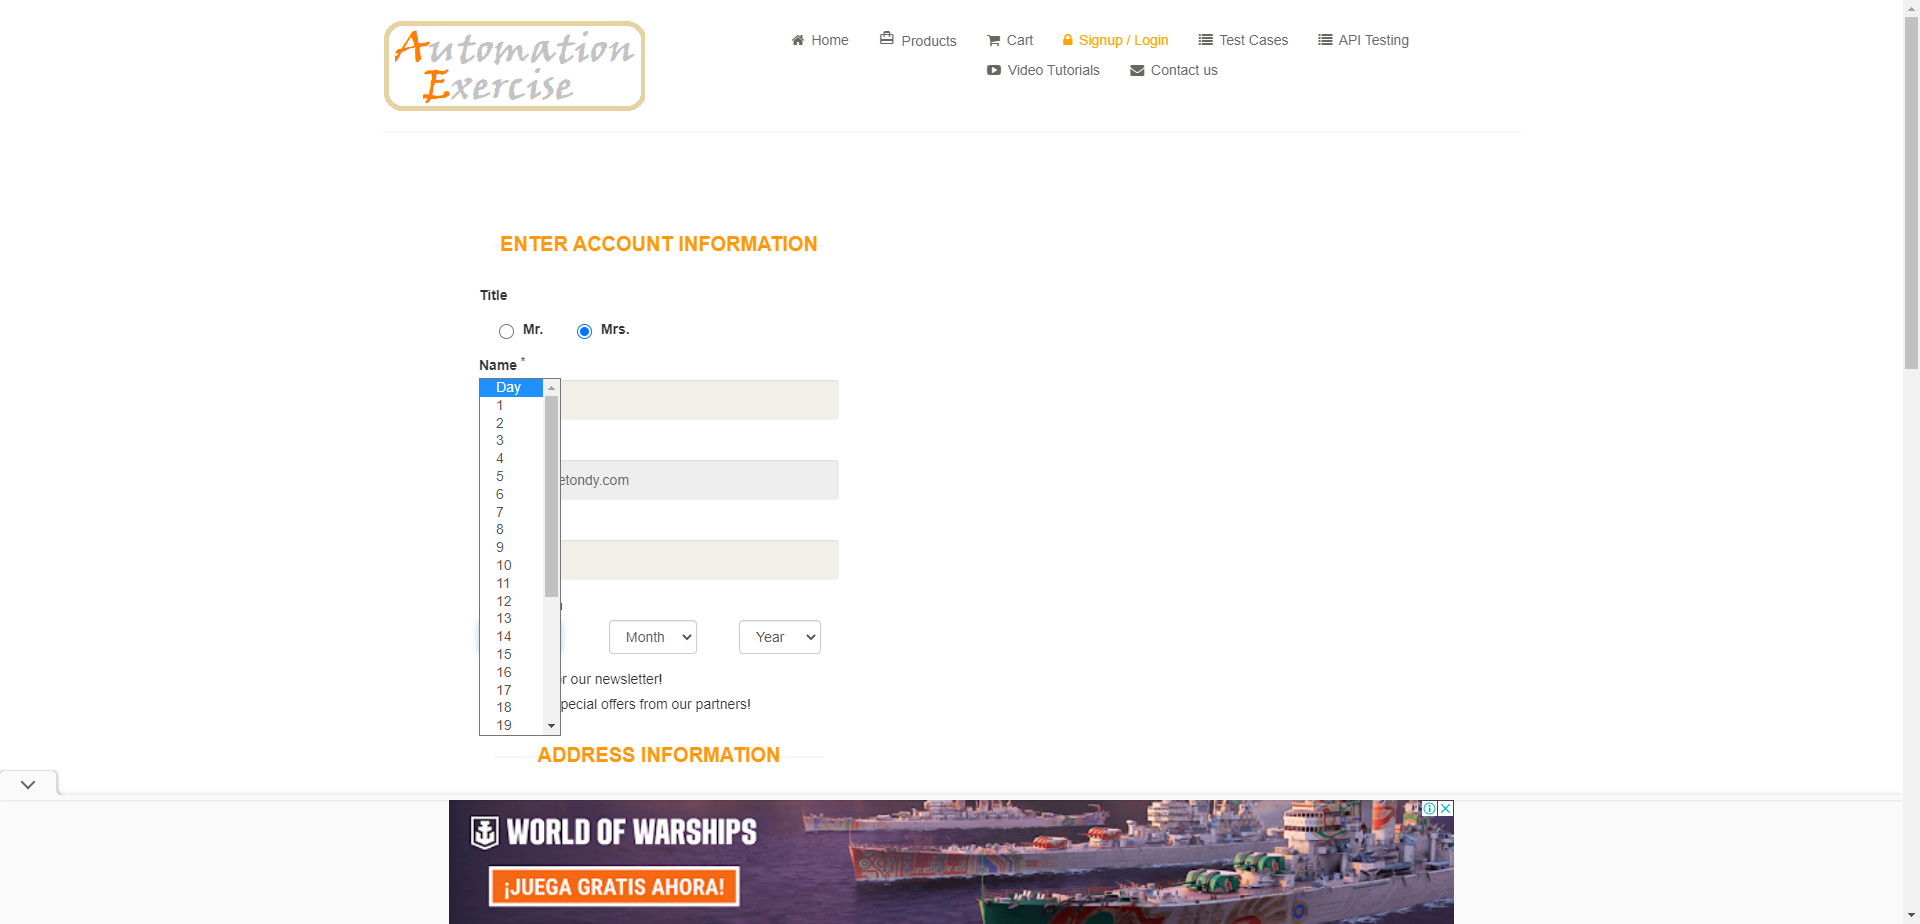 Automation
Exercise
Home
Products
Cart
Signup / Login
Test Cases
API Testing
Video Tutorials
Contact us
ENTER ACCOUNT INFORMATION
Title
Mr.
Mrs.
Name *
Day
1
2
3
4
5
6
7
8
9
10
11
12
13
14
15
16
17
18
19
etondy.com
Month
Year
our newsletter!
pecial offers from our partners!
ADDRESS INFORMATION
WORLD OF WARSHIPS
¡JUEGA GRATIS AHORA!